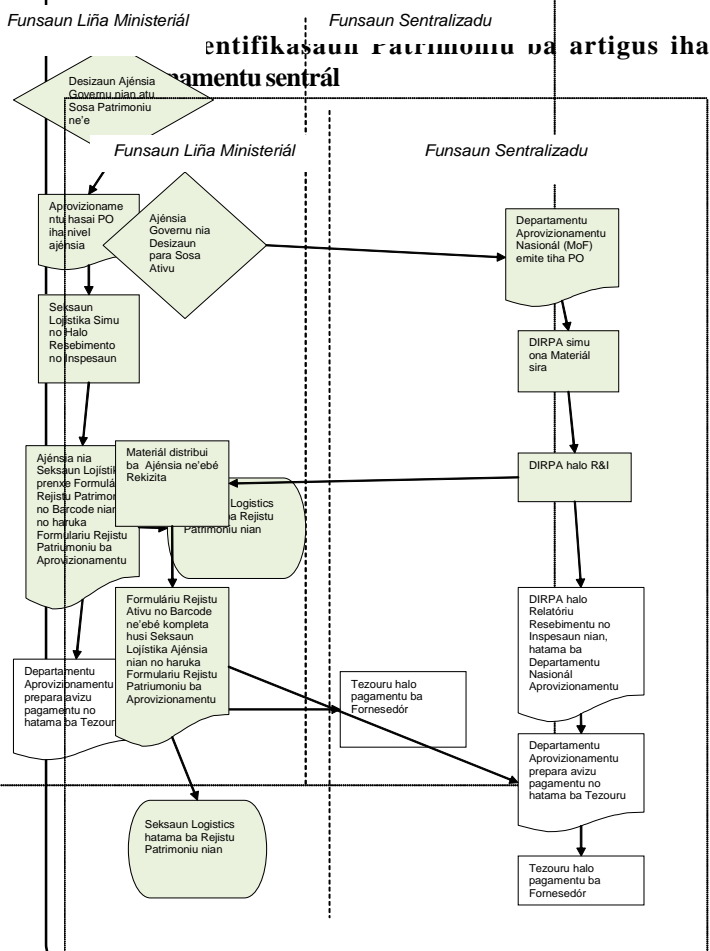 Funsaun Liña Ministeriál
Funsaun Sentralizadu
entifikasaun Patrimoniu ba artigus iha
namentu sentrál
Desizaun Ajénsia
Governu nian atu
Sosa Patrimoniu
ne'e
Funsaun Liña Ministeriál
Funsaun Sentralizadu
Aprovizioname
ntu hasai PO
iha nivel
ajénsia
Ajénsia
Governu nia
Desizaun
para Sosa
Ativu
Departamentu
Aprovizionamentu
Nasionál (MoF)
emite tiha PO
Seksaun
Lojístika Simu
no Halo
Resebimento
no Inspesaun
DIRPA simu
ona Materiál
sira
Ajénsia nia
Seksaun Lojístik
prenxe Formulá
Rejistu Patrimon
no Barcode nian
no haruka
Formulariu Rejistu
Patriumoniu ba
Aprovizionamentu
Materiál distribui
ba Ajénsia ne'ebé
Rekizita
Logistics
ba Rejistu
Patrimoniu nian
DIRPA halo R&I
Formuláriu Rejistu
Ativu no Barcode
ne'ebé kompleta
husi Seksaun
Lojístika Ajénsia
nian no haruka
Formulariu Rejistu
Patriumoniu ba
Aprovizionamentu
DIRPA halo
Relatóriu
Resebimentu no
Inspesaun nian,
hatama ba
Departamentu
Nasionál
Aprovizionamentu
Departamentu
Aprovizionamentu
prepara avizu
pagamentu no
hatama ba Tezour
Tezouru halo
pagamentu ba
Fornesedór
Departamentu
Aprovizionamentu
prepara avizu
pagamentu no
hatama ba Tezouru
Seksaun Logistics
hatama ba Rejistu
Patrimoniu nian
Tezouru halo
pagamentu ba
Fornesedór